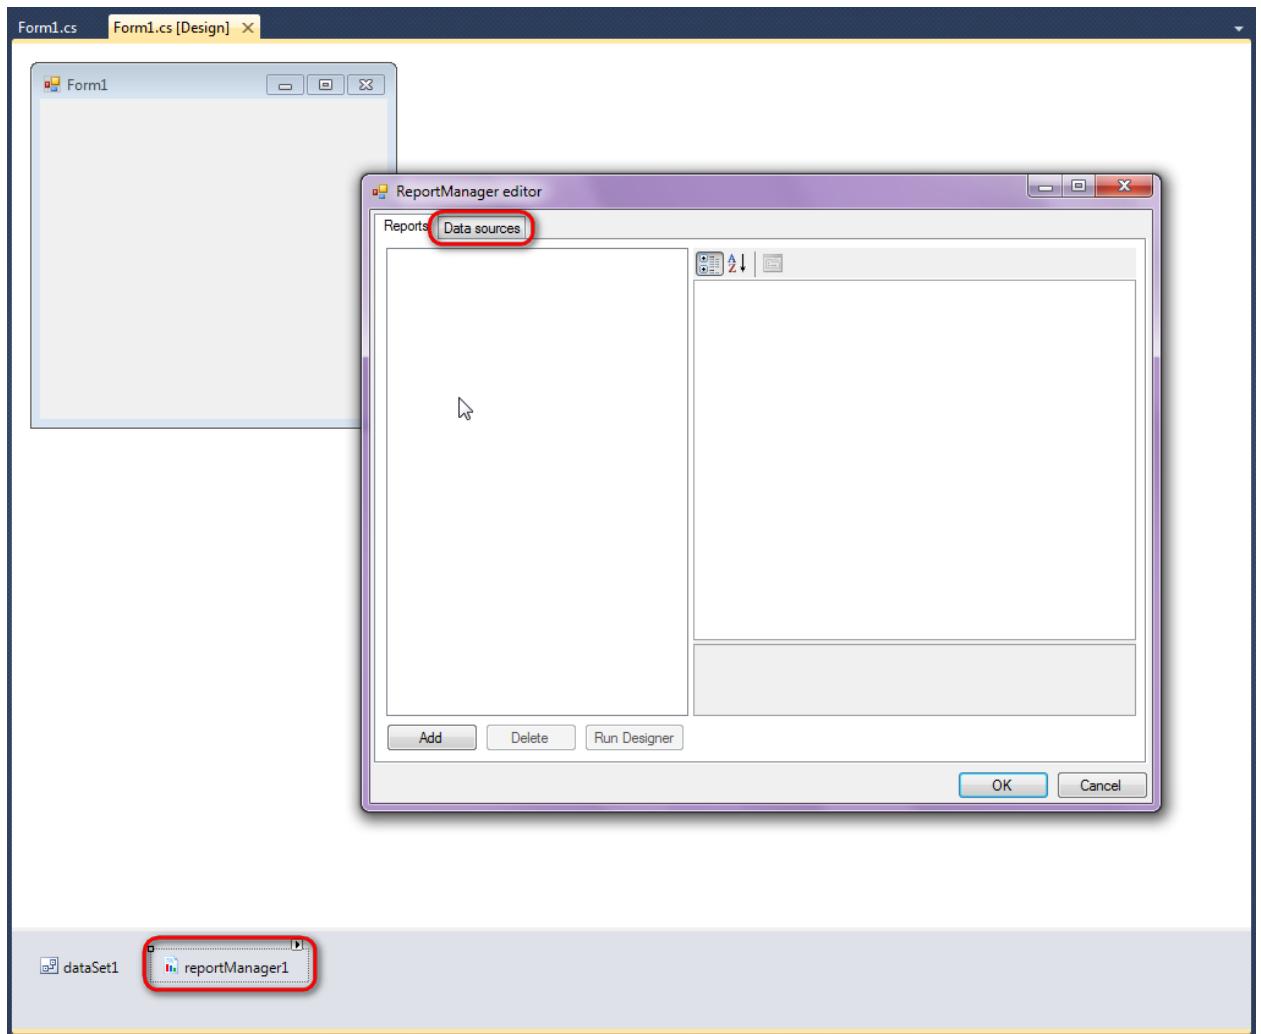 Form1.cs Form1.cs [Design]
Form1
ReportManager editor
Reports Data sources
A
Z
Add Delete Run Designer
OK Cancel
dataSet1 reportManager1